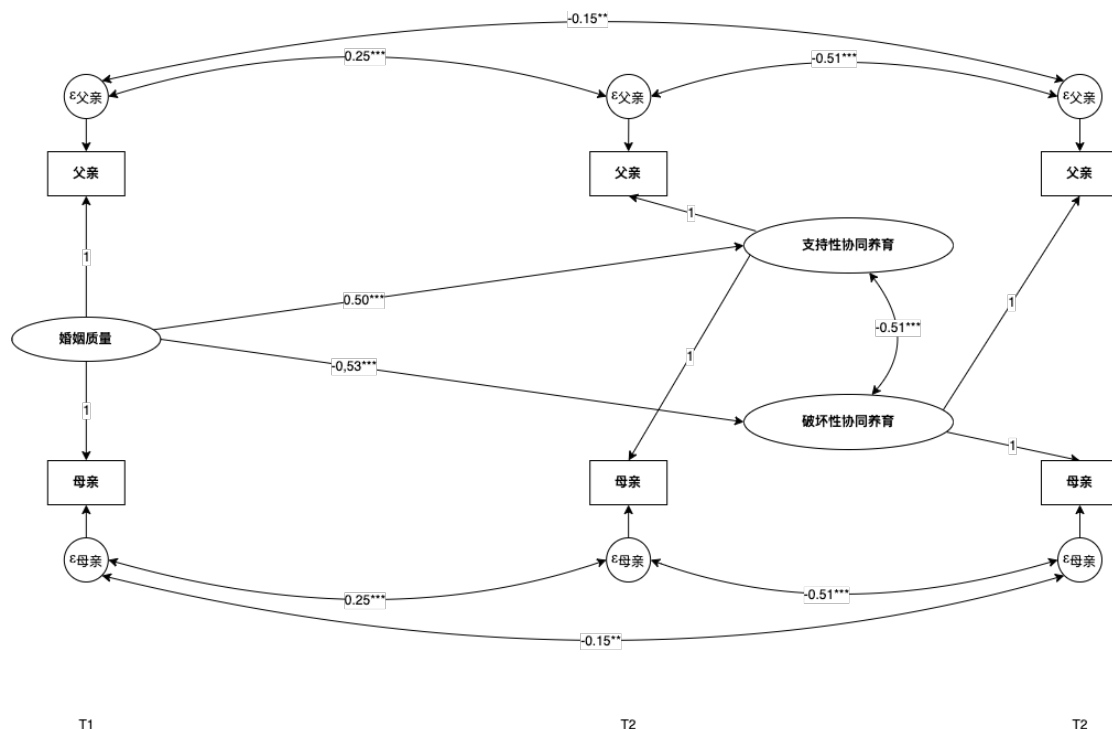 -0.15**
0.25***
-0.51***
ε父亲
ε父亲
ε父亲
父亲
父亲
父亲
1
支持性协同养育
1
0.50***
1
婚姻质量
-0.51***
1
-0,53***
1
破坏性协同养育
1
母亲
母亲
母亲
ε母亲
ε母亲
ε母亲
0.25***
-0.51***
-0.15**
T1
T2
T2